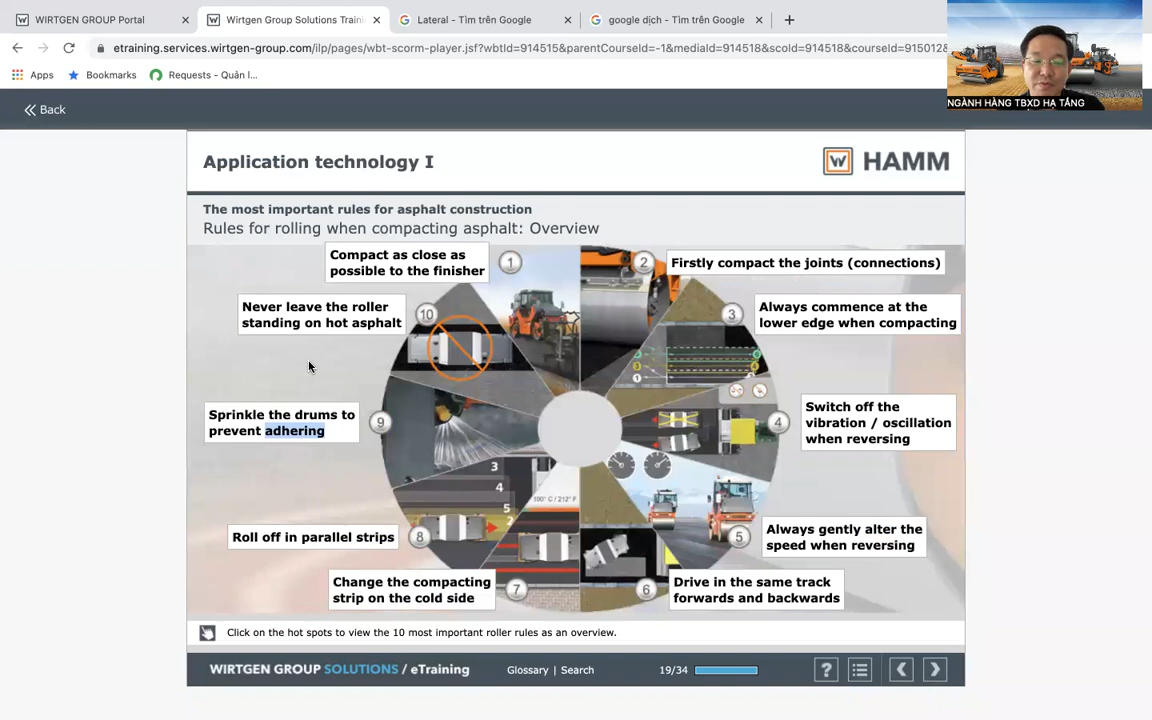 WIRTGEN GROUP Portal
Wirtgen Group Solutions Traini
Lateral - Tìm trên Google
google dịch - Tìm trên Google
etraining.services.wirtgen-group.com/ilp/pages/wbt-scorm-player.jsf?wbtId=914515&parentCourseId=-1&mediaId=914518&scoId=914518&courseId=915012&
Apps
Bookmarks
Requests - Quản l...
NGÀNH HÀNG TBXD HẠ TẦNG
Back
Application technology I
W HAMM
The most important rules for asphalt construction
Rules for rolling when compacting asphalt: Overview
Compact as close as
possible to the finisher
1
2
Firstly compact the joints (connections)
Never leave the roller
standing on hot asphalt
10
3
Always commence at the
lower edge when compacting
Sprinkle the drums to
prevent adhering
9
4
Switch off the
vibration / oscillation
when reversing
3
4
5
2
100° C / 212° F
Roll off in parallel strips
8
5
Always gently alter the
speed when reversing
Change the compacting
strip on the cold side
7
6
Drive in the same track
forwards and backwards
Click on the hot spots to view the 10 most important roller rules as an overview.
WIRTGEN GROUP SOLUTIONS / eTraining
Glossary | Search
19/34
?